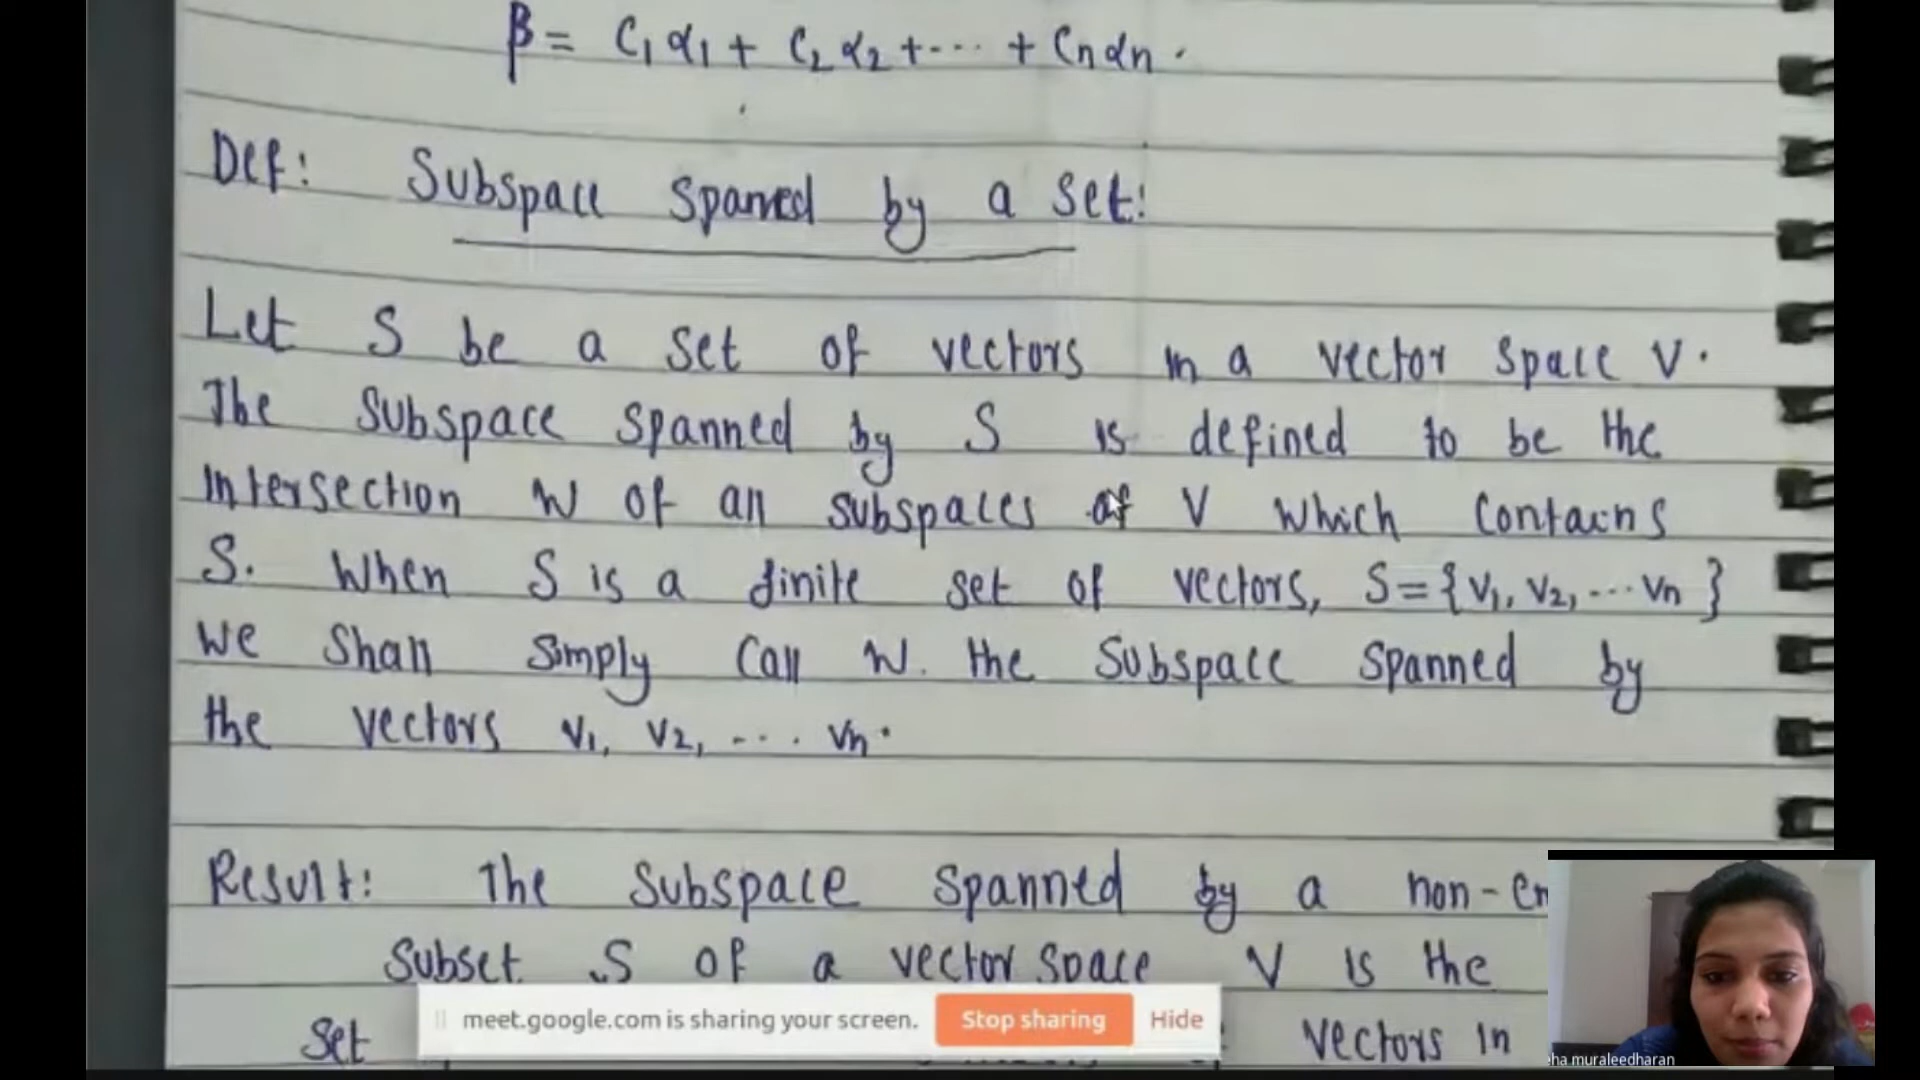 β = C₁α₁ + C₂α₂ + --- + Cnαn.
Def: Subspace Spanned by a set:
Let S be a set of vectors in a vector space V.
The subspace spanned by S is defined to be the
intersection W of all subspaces of V which contains
S. When S is a finite set of vectors, S={v₁, v₂, --- vn}
We shall simply call W. the subspace spanned by
the vectors v₁, v₂, --- vn.
Result: The subspace spanned by a non-
Subset S of a vector space V is the
set vectors in
meet.google.com is sharing your screen. Stop sharing Hide
eha muraleedharan